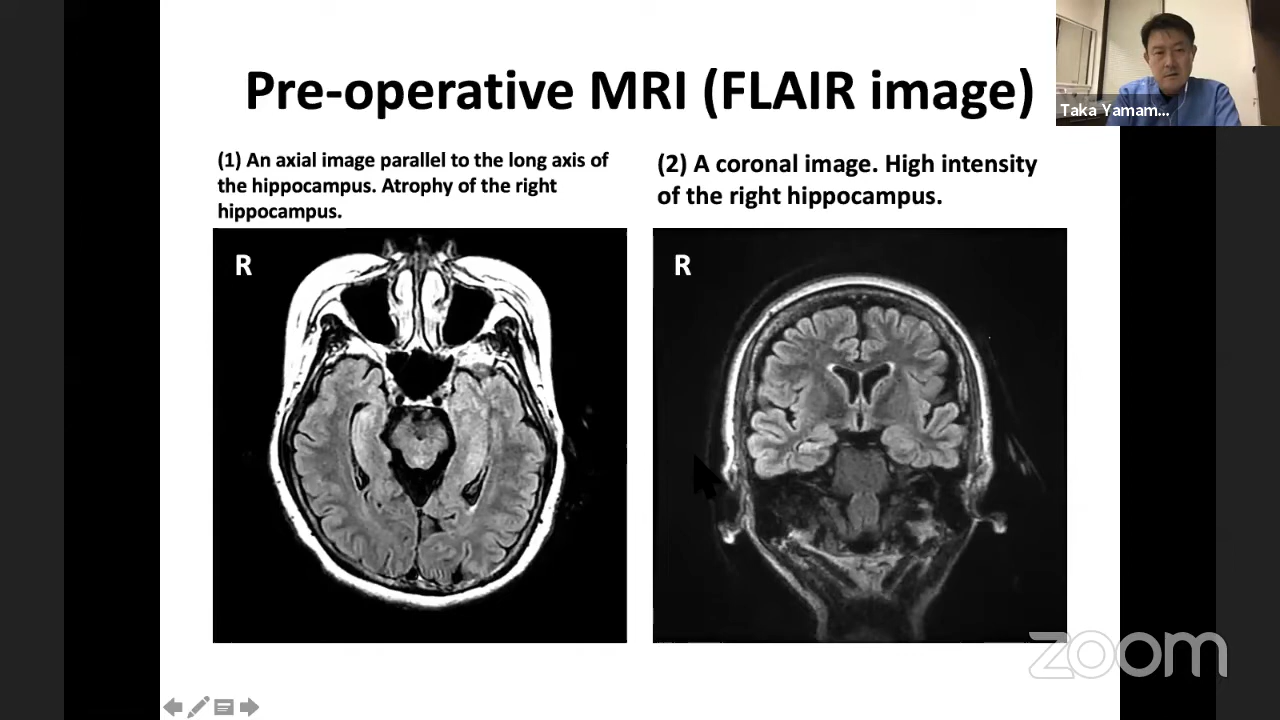 Pre-operative MRI (FLAIR image)
Taka Yamam...
(1) An axial image parallel to the long axis of
the hippocampus. Atrophy of the right
hippocampus.
(2) A coronal image. High intensity
of the right hippocampus.
R
R
zoom